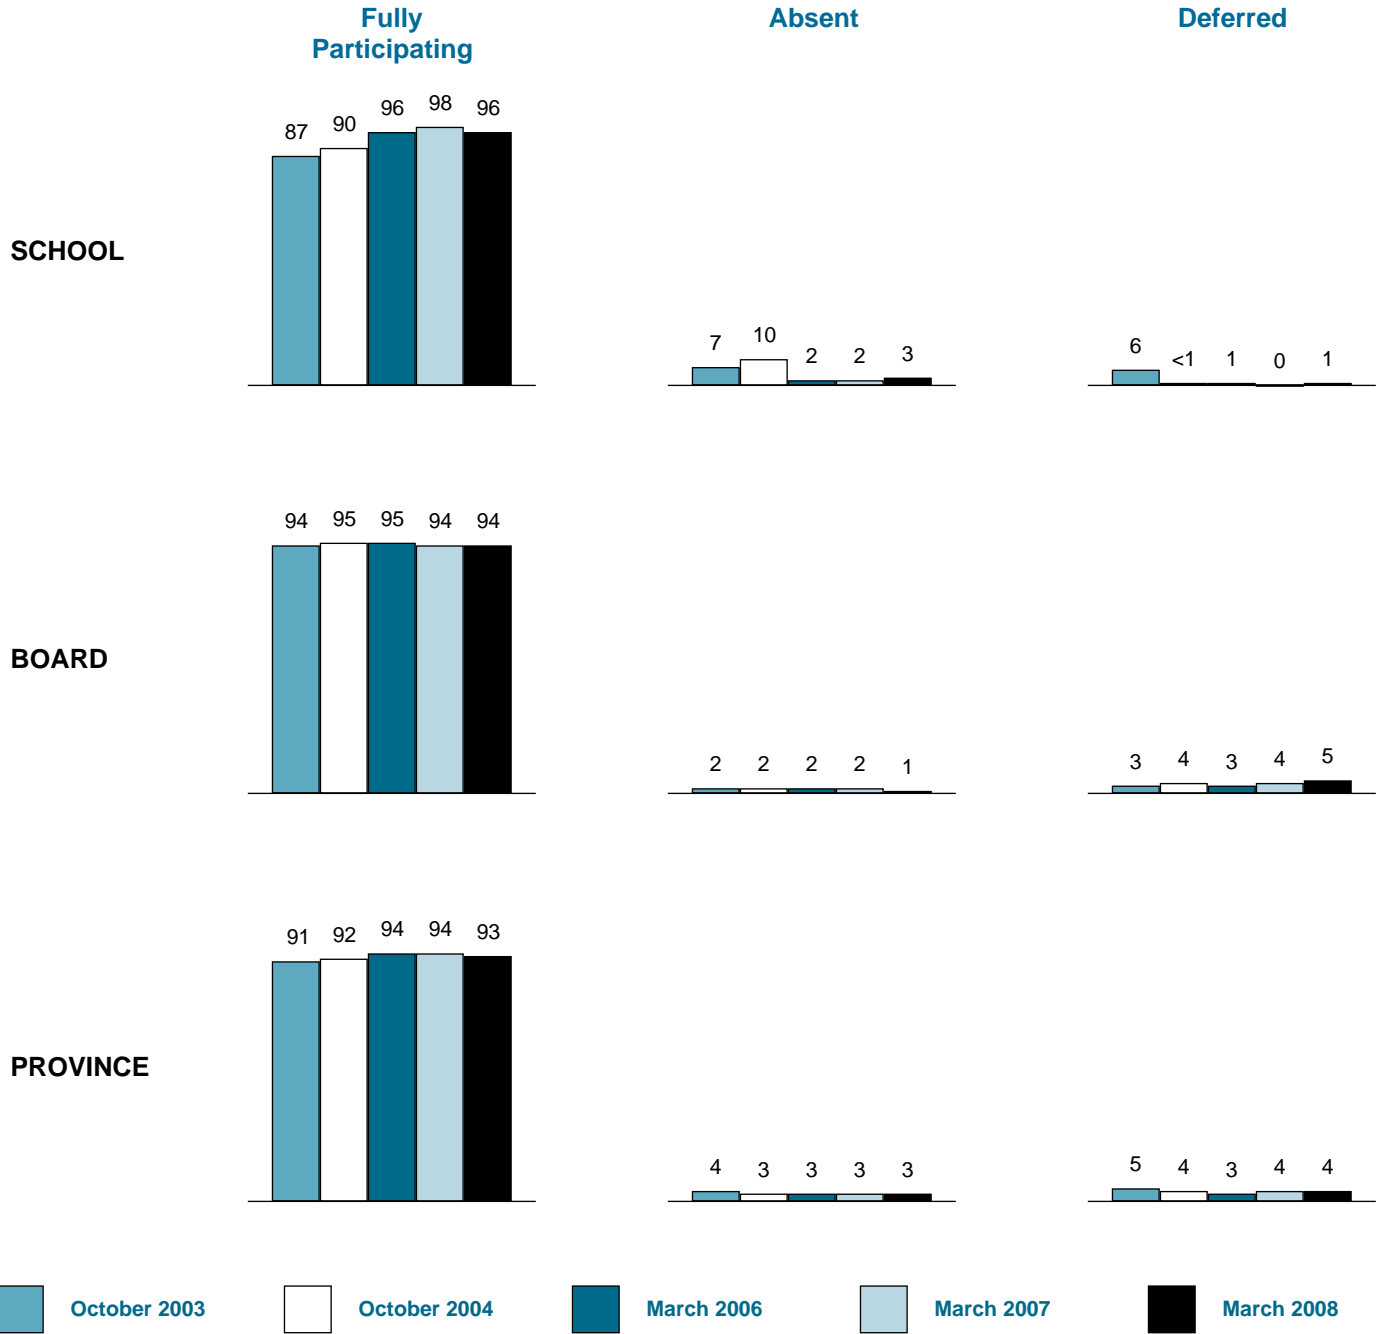 Fully
Participating
Absent
Deferred
87 90 96 98 96
7 10 2 2 3
6 <1 1 0 1
SCHOOL
94 95 95 94 94
2 2 2 2 1
3 4 3 4 5
BOARD
91 92 94 94 93
4 3 3 3 3
5 4 3 4 4
PROVINCE
October 2003
October 2004
March 2006
March 2007
March 2008